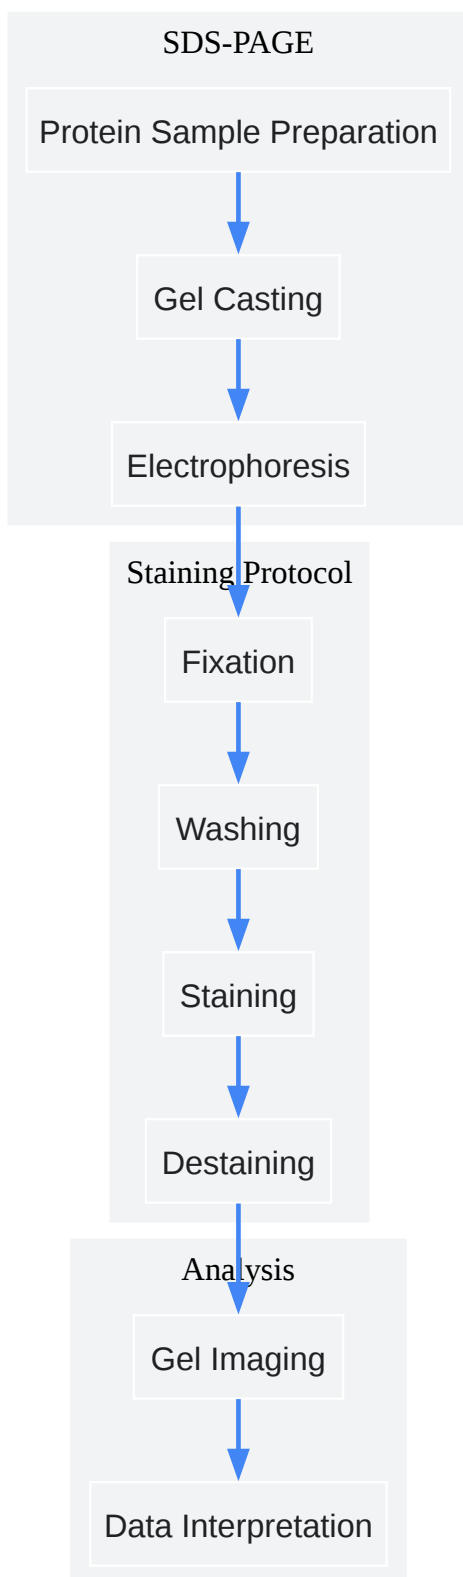 SDS-PAGE
Protein Sample Preparation
Gel Casting
Electrophoresis
Staining Protocol
Fixation
Washing
Staining
Destaining
Analysis
Gel Imaging
Data Interpretation